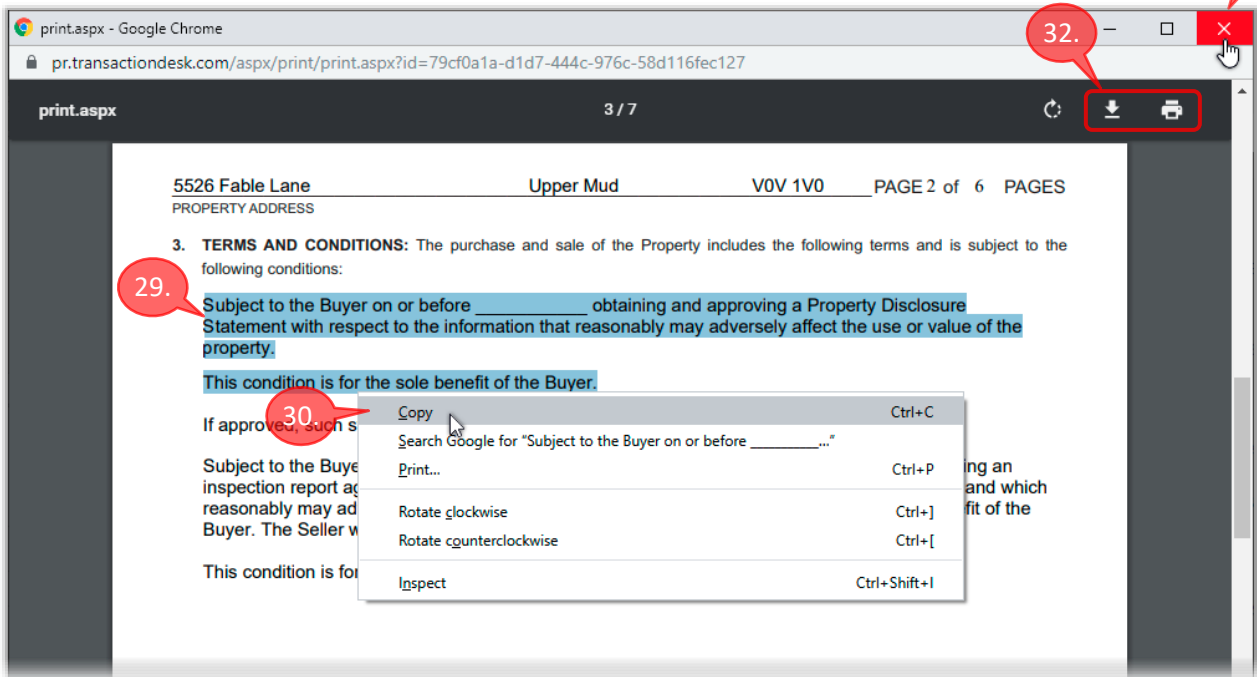 print.aspx - Google Chrome
32.
pr.transactiondesk.com/aspx/print/print.aspx?id=79cf0a1a-d1d7-444c-976c-58d116fec127
print.aspx 3 / 7
5526 Fable Lane Upper Mud V0V 1V0 PAGE 2 of 6 PAGES
PROPERTY ADDRESS
3. TERMS AND CONDITIONS: The purchase and sale of the Property includes the following terms and is subject to the
following conditions:
29.
Subject to the Buyer on or before ___________ obtaining and approving a Property Disclosure
Statement with respect to the information that reasonably may adversely affect the use or value of the
property.
This condition is for the sole benefit of the Buyer.
30.
If approved, such s
Subject to the Buye ing an
inspection report ag and which
reasonably may ad fit of the
Buyer. The Seller w
This condition is for
Copy Ctrl+C
Search Google for “Subject to the Buyer on or before _________...”
Print... Ctrl+P
Rotate clockwise Ctrl+]
Rotate counterclockwise Ctrl+[
Inspect Ctrl+Shift+I